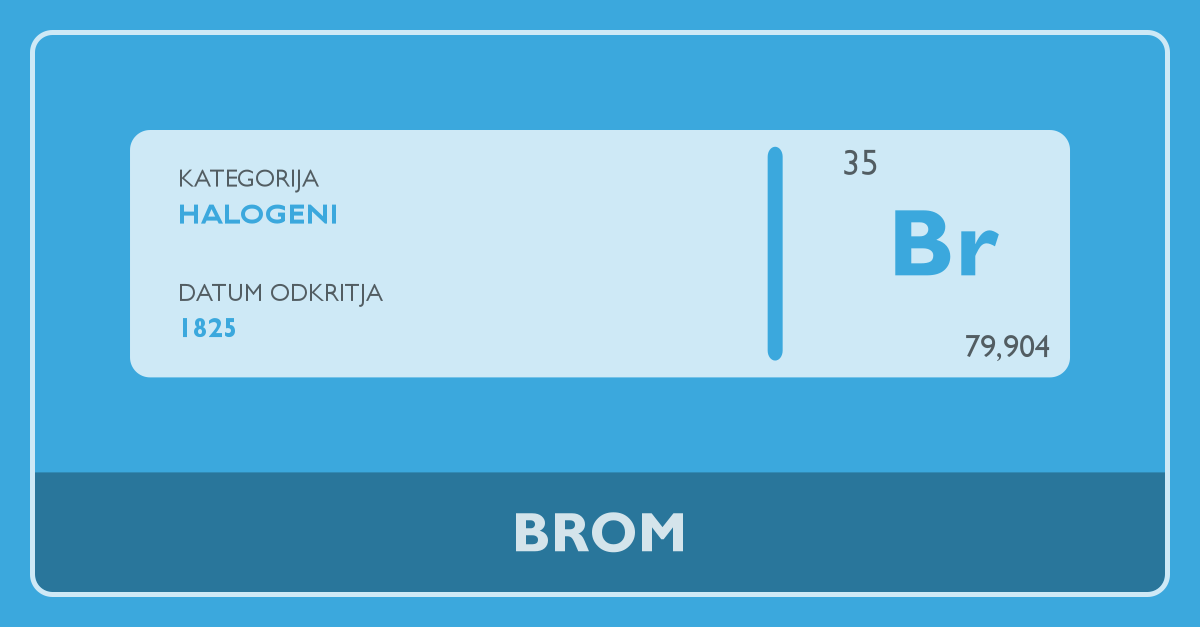 KATEGORIJA
HALOGENI
DATUM ODKRITJA
1825
35
Br
79,904
BROM